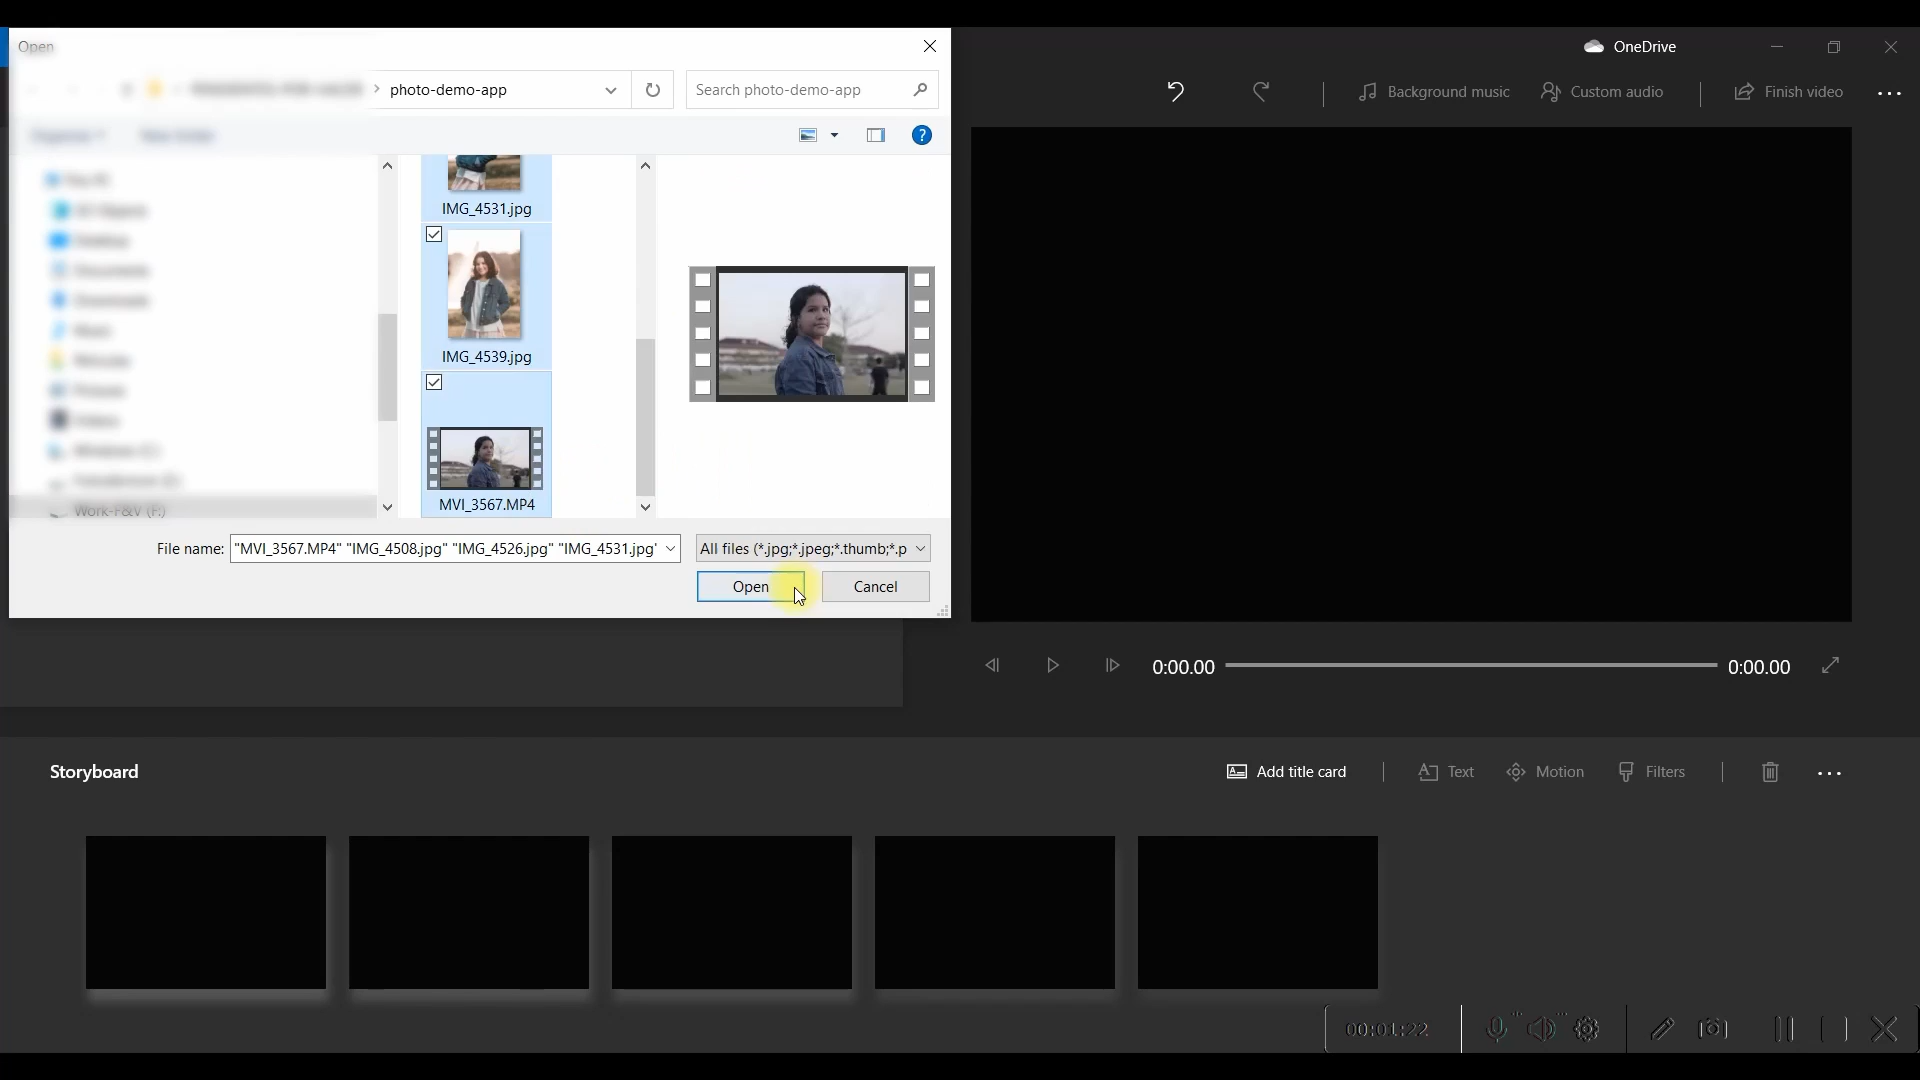 Open
OneDrive
photo-demo-app
Search photo-demo-app
Background music
Custom audio
Finish video
IMG_4531.jpg
IMG_4539.jpg
MVI_3567.MP4
Work-F&V (F:)
File name:
"MVI_3567.MP4" "IMG_4508.jpg" "IMG_4526.jpg" "IMG_4531.jpg"
All files (*.jpg;*.jpeg;*.thumb;*.p
Open
Cancel
0:00.00
0:00.00
Storyboard
Add title card
Text
Motion
Filters
00:01:22